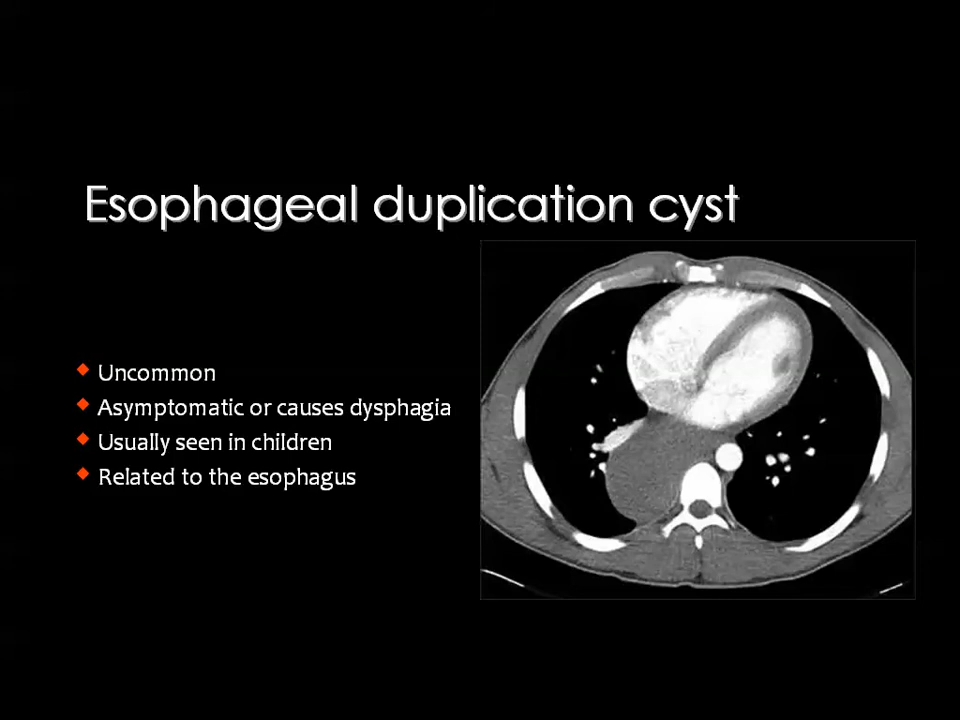 Esophageal duplication cyst
Uncommon
Asymptomatic or causes dysphagia
Usually seen in children
Related to the esophagus